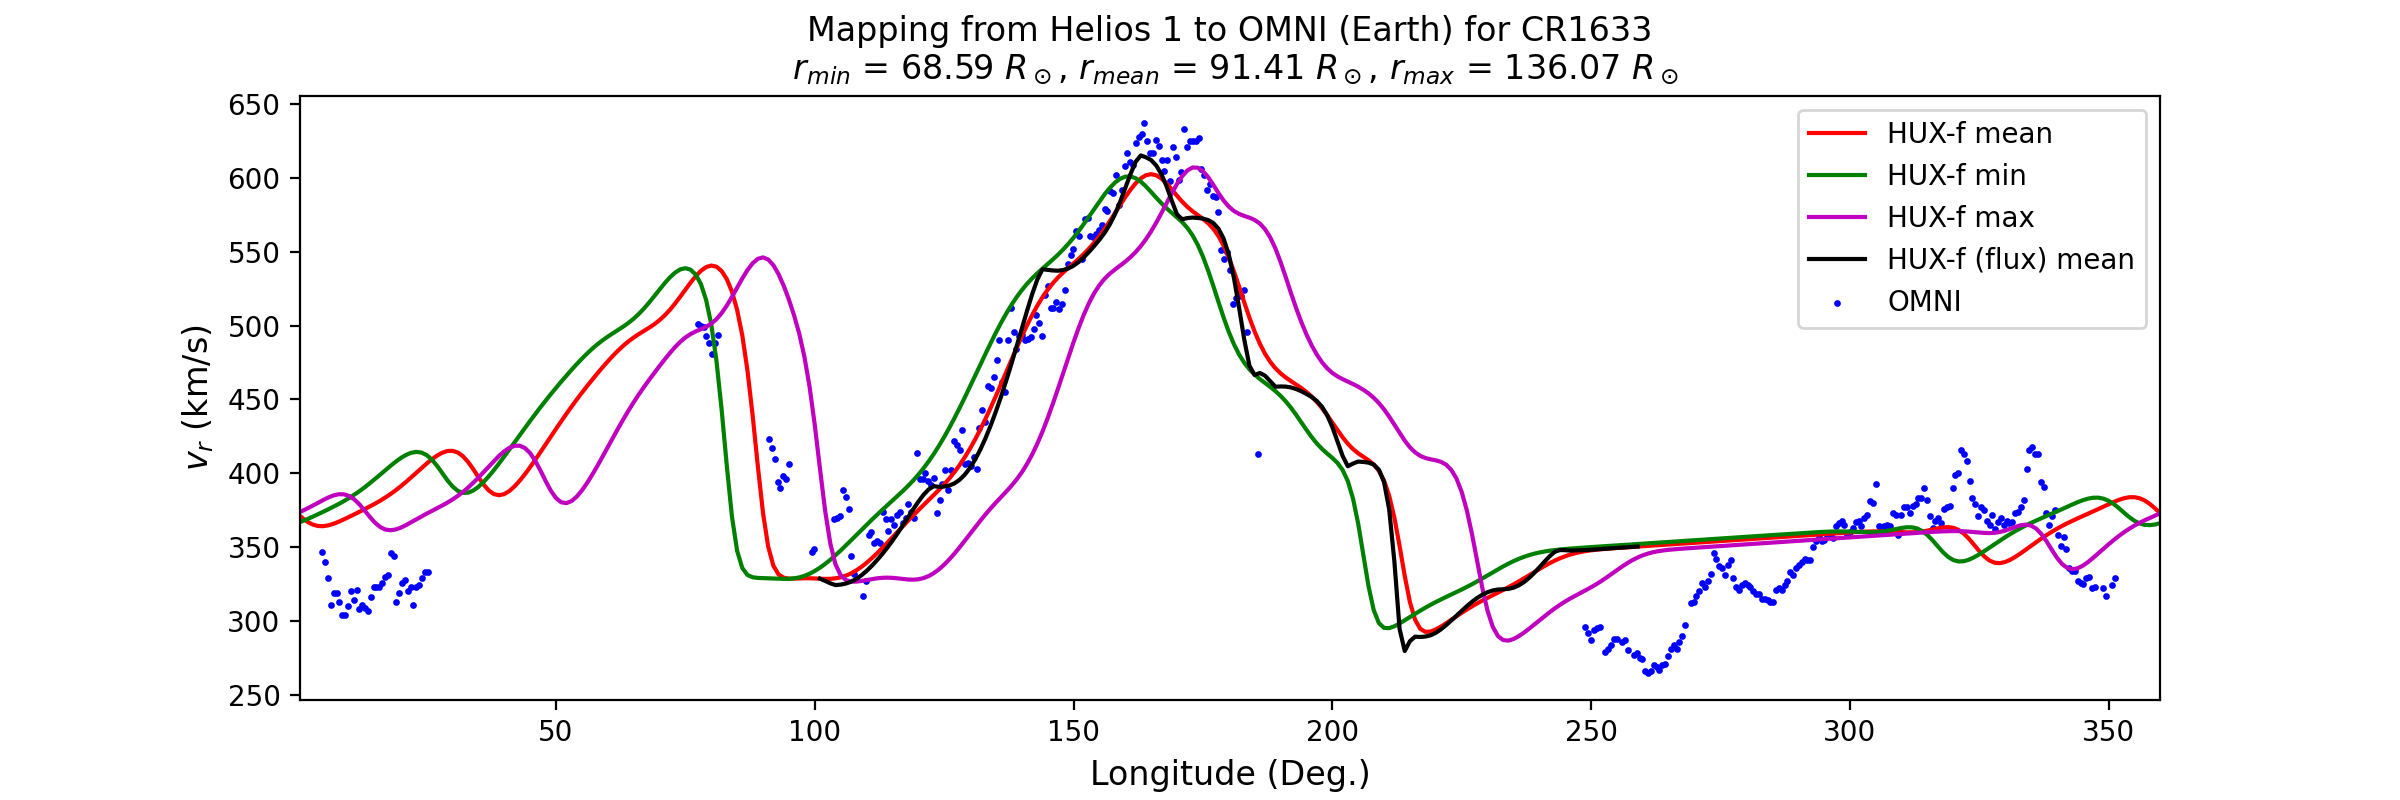 Mapping from Helios 1 to OMNI (Earth) for CR1633
r_min = 68.59 R_⊙, r_mean = 91.41 R_⊙, r_max = 136.07 R_⊙
650
600
550
500
450
400
350
300
250
v_r (km/s)
HUX-f mean
HUX-f min
HUX-f max
HUX-f (flux) mean
OMNI
50 100 150 200 250 300 350
Longitude (Deg.)